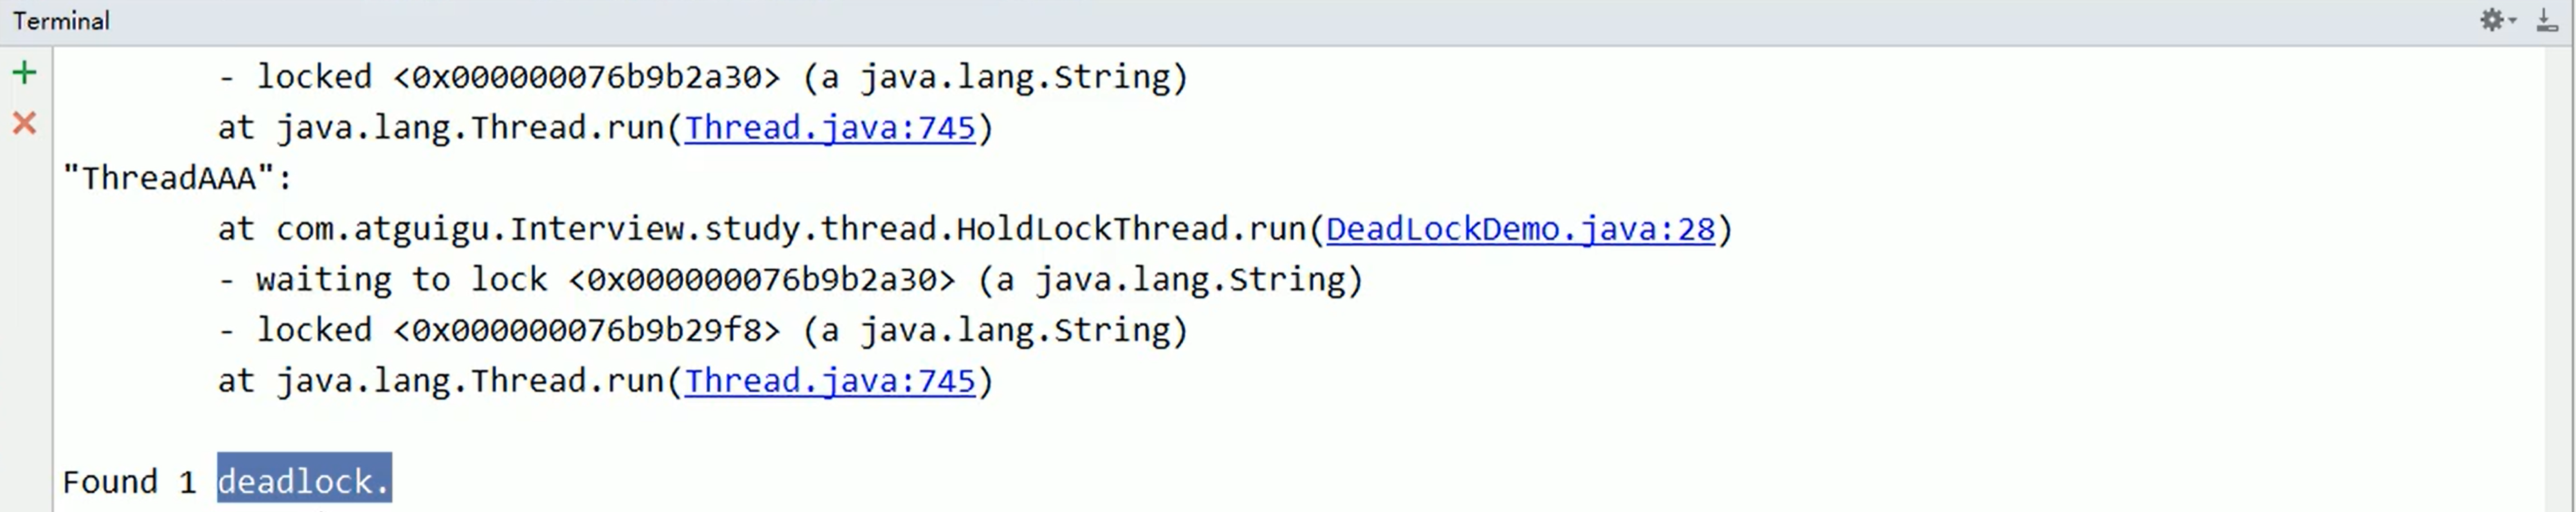 Terminal
- locked <0x000000076b9b2a30> (a java.lang.String)
at java.lang.Thread.run(Thread.java:745)
"ThreadAAA":
at com.atguigu.Interview.study.thread.HoldLockThread.run(DeadLockDemo.java:28)
- waiting to lock <0x000000076b9b2a30> (a java.lang.String)
- locked <0x000000076b9b29f8> (a java.lang.String)
at java.lang.Thread.run(Thread.java:745)
Found 1 deadlock.